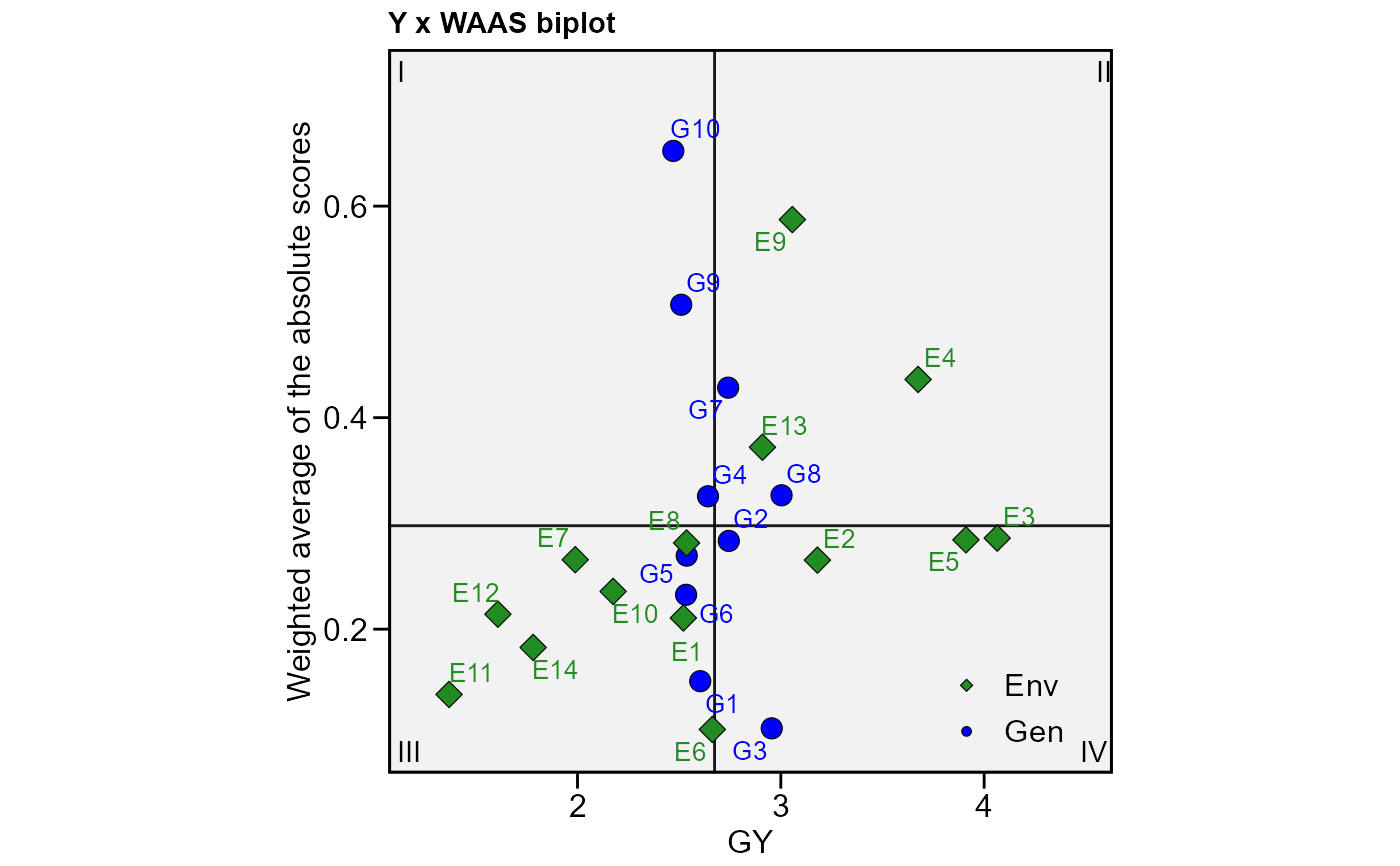 Y x WAAS biplot
I
II
G10
0.6
E9
G9
E4
G7
0.4
E13
G4
G8
G2
E8
E3
E7
E2
E5
G5
E12
E10
G6
0.2
E1
E14
E11
G1
Env
Gen
E6
G3
III
IV
2
3
4
GY
Weighted average of the absolute scores